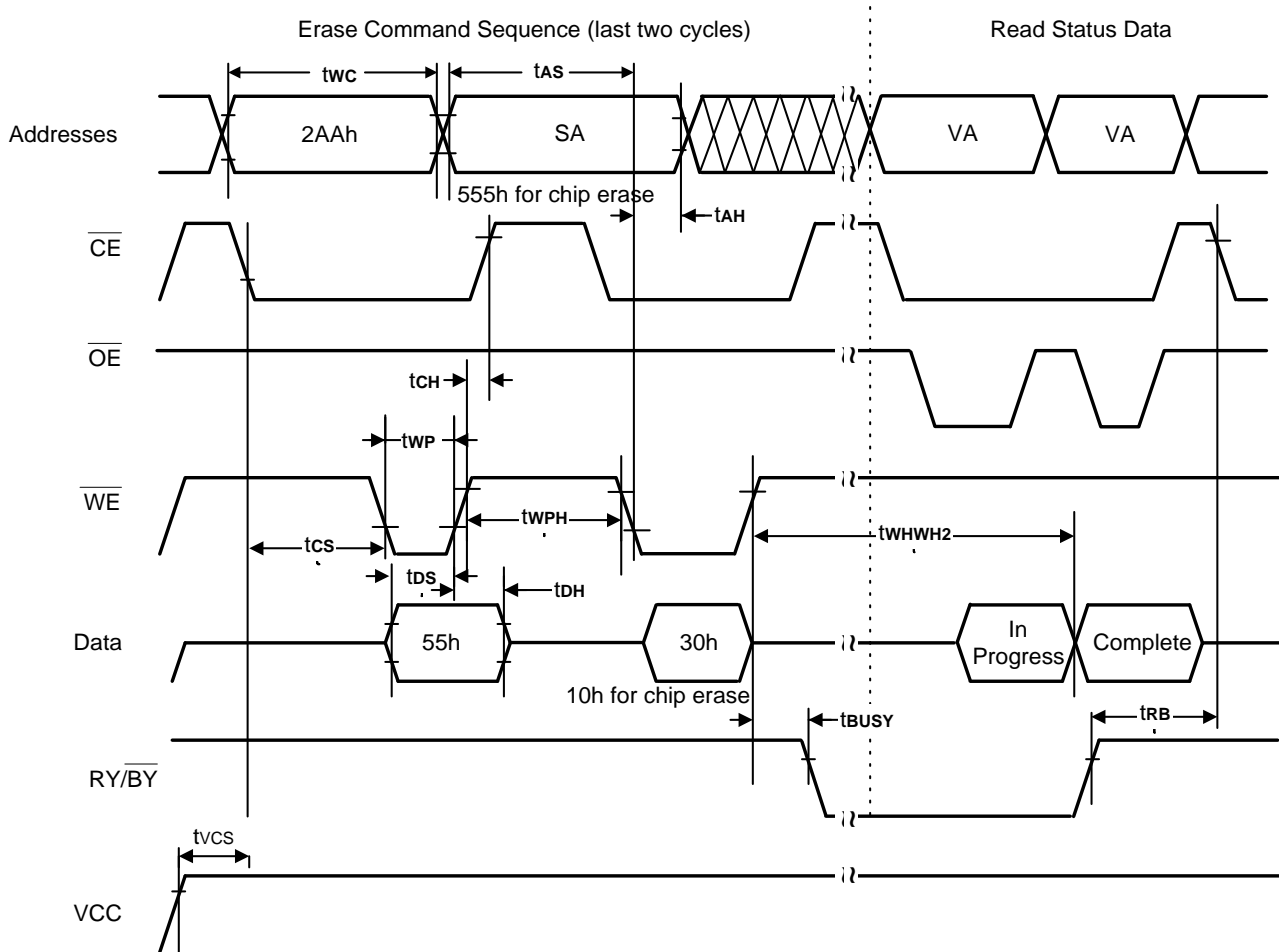 Erase Command Sequence (last two cycles) Read Status Data
tWC tAS
Addresses 2AAh SA VA VA
555h for chip erase
tAH
CE
OE
tCH
tWP
WE
tWPH
tWHWH2
tCS
tDS
tDH
Data 55h 30h In Progress Complete
10h for chip erase
tBUSY tRB
RY/BY
tVCS
VCC